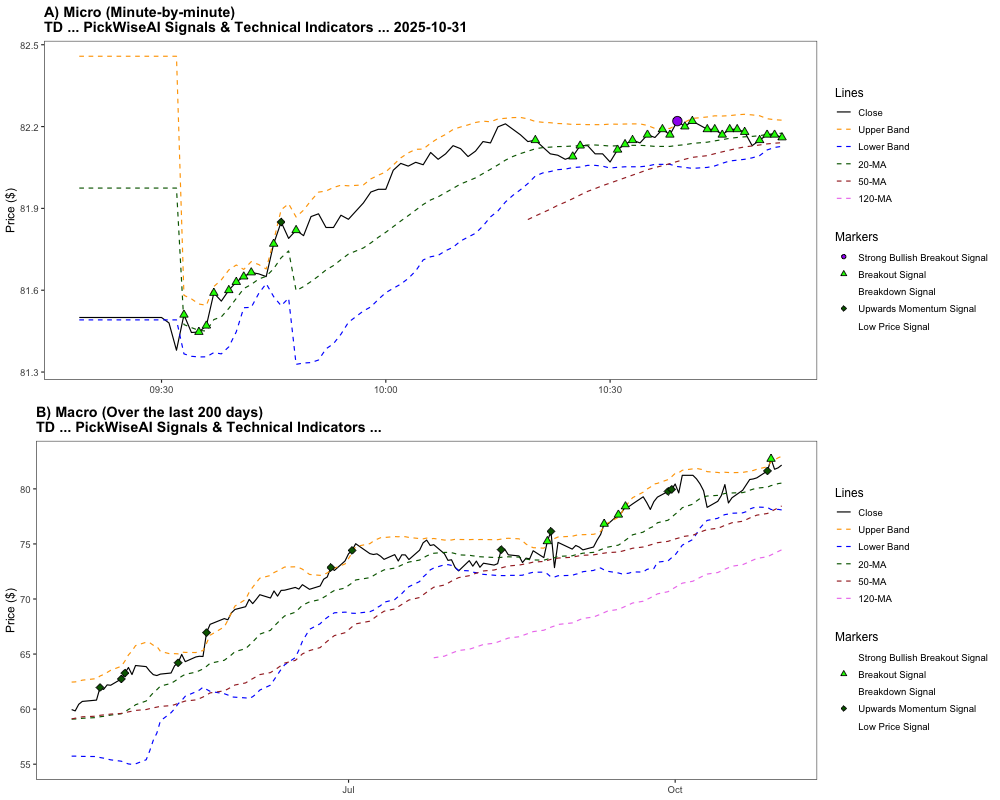 A) Micro (Minute-by-minute)
TD ... PickWiseAI Signals & Technical Indicators ... 2025-10-31
Price ($)
82.5
82.2
81.9
81.6
81.3
09:30
10:00
10:30
Lines
Close
Upper Band
Lower Band
20-MA
50-MA
120-MA
Markers
Strong Bullish Breakout Signal
Breakout Signal
Breakdown Signal
Upwards Momentum Signal
Low Price Signal
B) Macro (Over the last 200 days)
TD ... PickWiseAI Signals & Technical Indicators ...
Price ($)
80
75
70
65
60
55
Jul
Oct
Lines
Close
Upper Band
Lower Band
20-MA
50-MA
120-MA
Markers
Strong Bullish Breakout Signal
Breakout Signal
Breakdown Signal
Upwards Momentum Signal
Low Price Signal